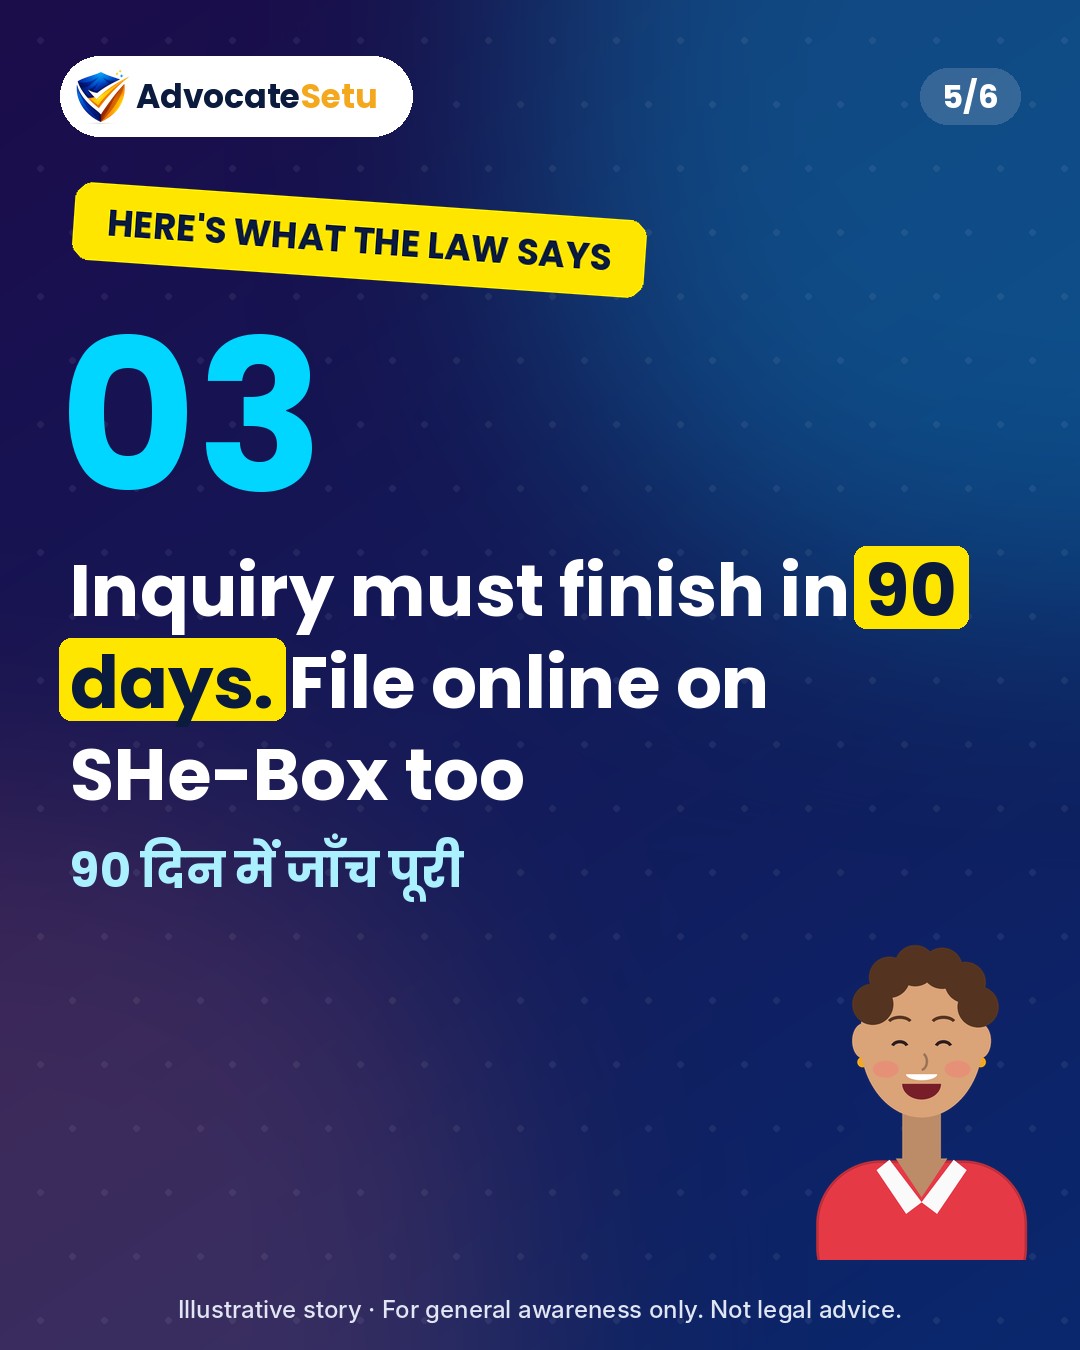 AdvocateSetu
5/6
HERE'S WHAT THE LAW SAYS
03
Inquiry must finish in 90
days. File online on
SHe-Box too
90 दिन में जाँच पूरी
Illustrative story · For general awareness only. Not legal advice.